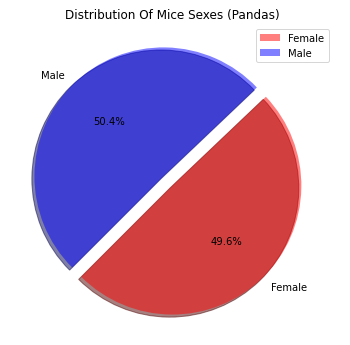 Distribution Of Mice Sexes (Pandas)
Female
Male
Male
50.4%
49.6%
Female